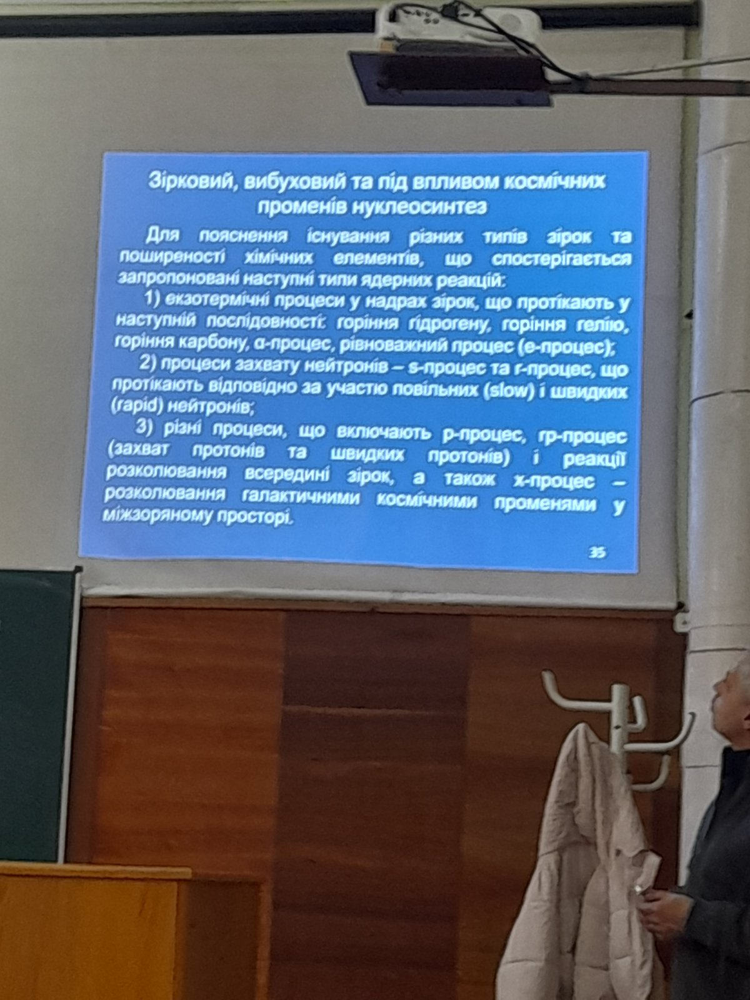 Зірковий, вибуховий та під впливом космічних
променів нуклеосинтез
Для пояснення існування різних типів зірок та
поширеності хімічних елементів, що спостерігається
запропоновані наступні типи ядерних реакцій:
1) екзотермічні процеси у надрах зірок, що протікають у
наступній послідовності: горіння гідрогену, горіння гелію,
горіння карбону, α-процес, рівноважний процес (е-процес);
2) процеси захвату нейтронів – s-процес та r-процес, що
протікають відповідно за участю повільних (slow) і швидких
(rapid) нейтронів;
3) різні процеси, що включають р-процес, rp-процес
(захват протонів та швидких протонів) і реакції
розколювання всередині зірок, а також х-процес –
розколювання галактичними космічними променями у
міжзоряному просторі.
35